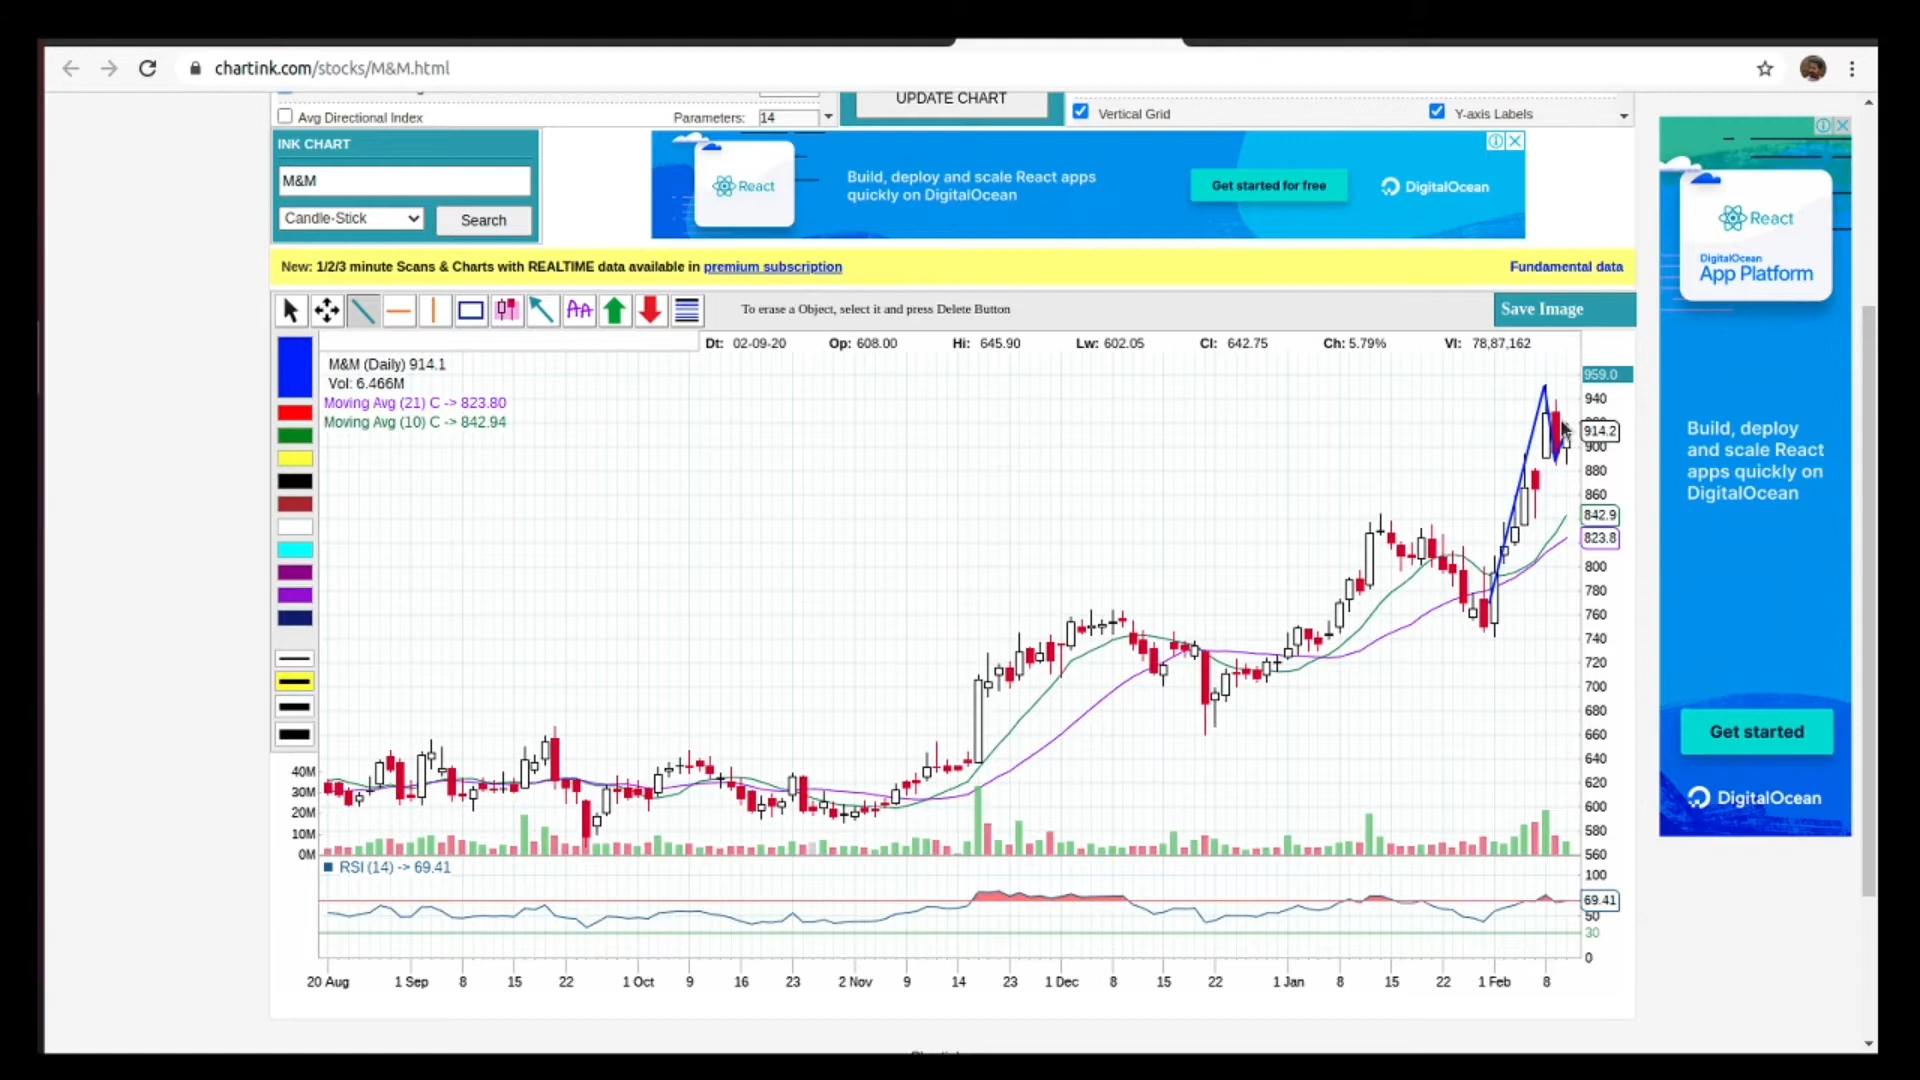 chartink.com/stocks/M&M.html
UPDATE CHART
Avg Directional Index
Parameters: 14
Vertical Grid
Y-axis Labels
INK CHART
M&M
Candle-Stick
Search
React
Build, deploy and scale React apps
quickly on DigitalOcean
Get started for free
DigitalOcean
New: 1/2/3 minute Scans & Charts with REALTIME data available in premium subscription
Fundamental data
To erase a Object, select it and press Delete Button
Save Image
Dt: 02-09-20 Op: 608.00 Hi: 645.90 Lw: 602.05 Cl: 642.75 Ch: 5.79% Vl: 78,87,162
M&M (Daily) 914.1
Vol: 6.466M
Moving Avg (21) C -> 823.80
Moving Avg (10) C -> 842.94
959.0
940
914.2
900
880
860
842.9
823.8
800
780
760
740
720
700
680
660
640
620
600
580
560
40M
30M
20M
10M
0M
RSI (14) -> 69.41
100
69.41
50
30
0
20 Aug 1 Sep 8 15 22 1 Oct 9 16 23 2 Nov 9 14 23 1 Dec 8 15 22 1 Jan 8 15 22 1 Feb 8
React
DigitalOcean
App Platform
Build, deploy
and scale React
apps quickly on
DigitalOcean
Get started
DigitalOcean